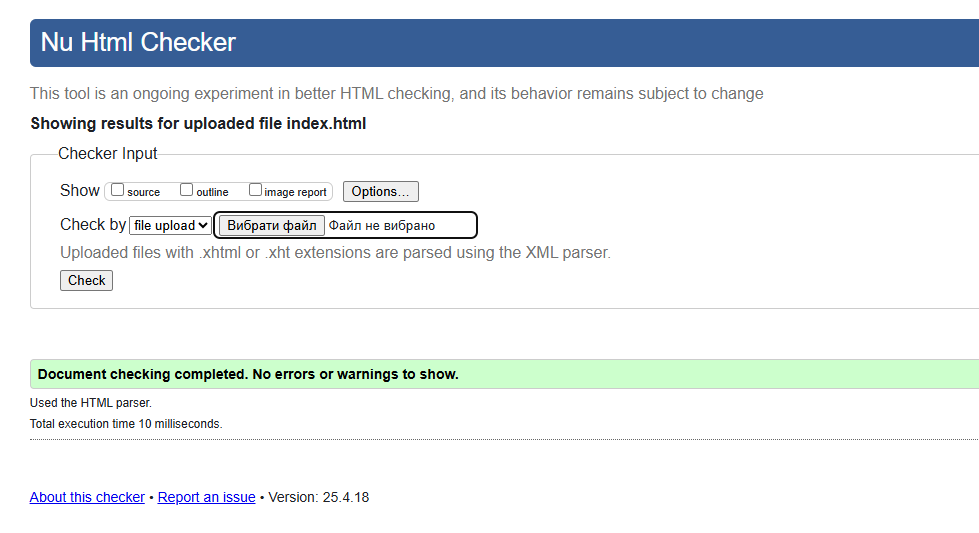 Nu Html Checker
This tool is an ongoing experiment in better HTML checking, and its behavior remains subject to change
Showing results for uploaded file index.html
Checker Input
Show source outline image report Options...
Check by file upload Вибрати файл Файл не вибрано
Uploaded files with .xhtml or .xht extensions are parsed using the XML parser.
Check
Document checking completed. No errors or warnings to show.
Used the HTML parser.
Total execution time 10 milliseconds.
About this checker • Report an issue • Version: 25.4.18